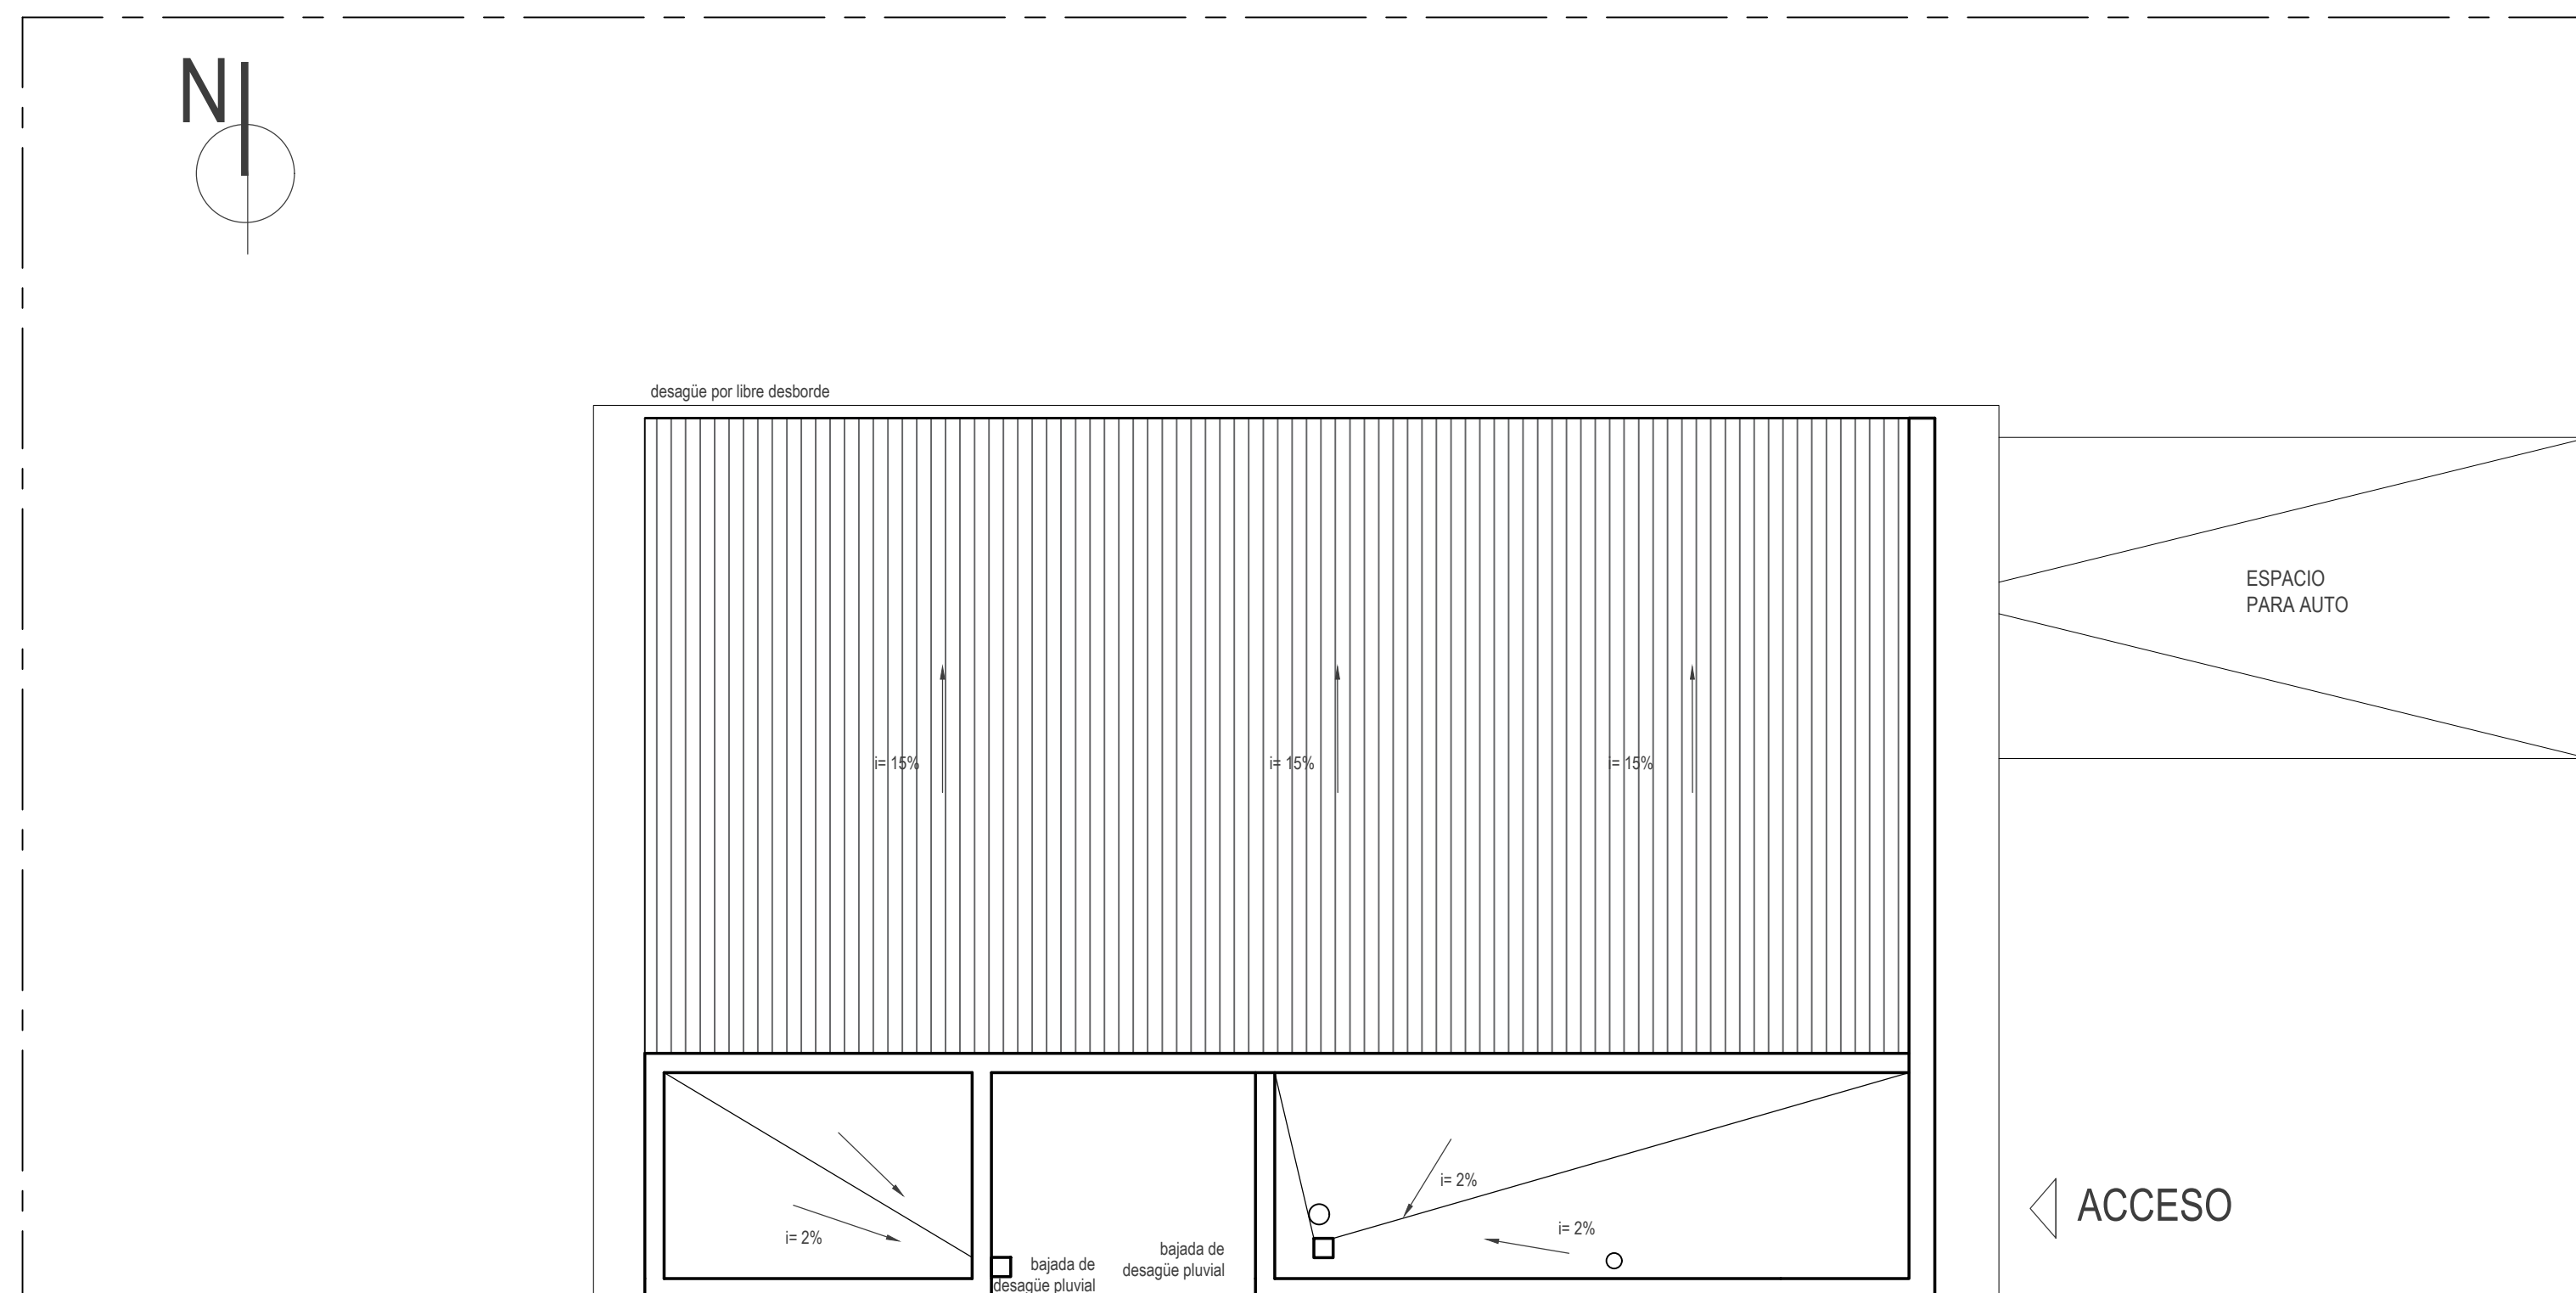 N
desagüe por libre desborde
ESPACIO
PARA AUTO
i= 15%
i= 15%
i= 15%
i= 2%
ACCESO
i= 2%
i= 2%
bajada de
desagüe pluvial
bajada de
desagüe pluvial